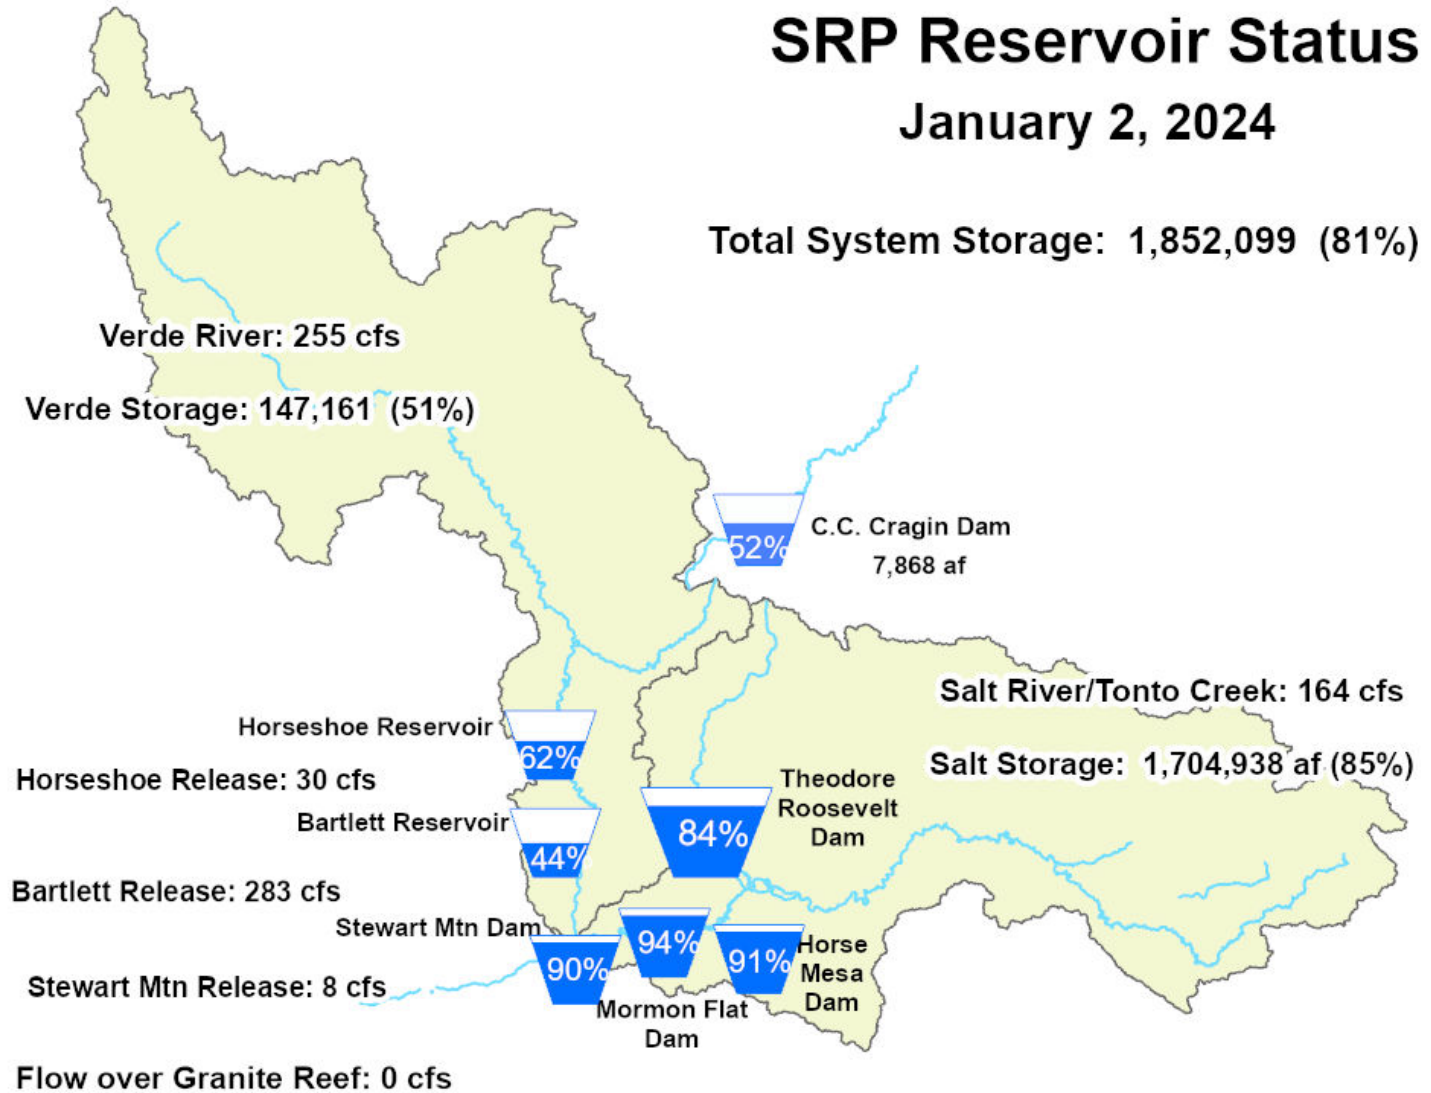 SRP Reservoir Status
January 2, 2024
Total System Storage: 1,852,099 (81%)
Verde River: 255 cfs
Verde Storage: 147,161 (51%)
52%
C.C. Cragin Dam
7,868 af
Salt River/Tonto Creek: 164 cfs
Salt Storage: 1,704,938 af (85%)
Horseshoe Reservoir
62%
Horseshoe Release: 30 cfs
Theodore
Roosevelt
Dam
84%
Bartlett Reservoir
44%
Bartlett Release: 283 cfs
Stewart Mtn Dam
90%
94%
91%
Horse
Mesa
Dam
Stewart Mtn Release: 8 cfs
Mormon Flat
Dam
Flow over Granite Reef: 0 cfs